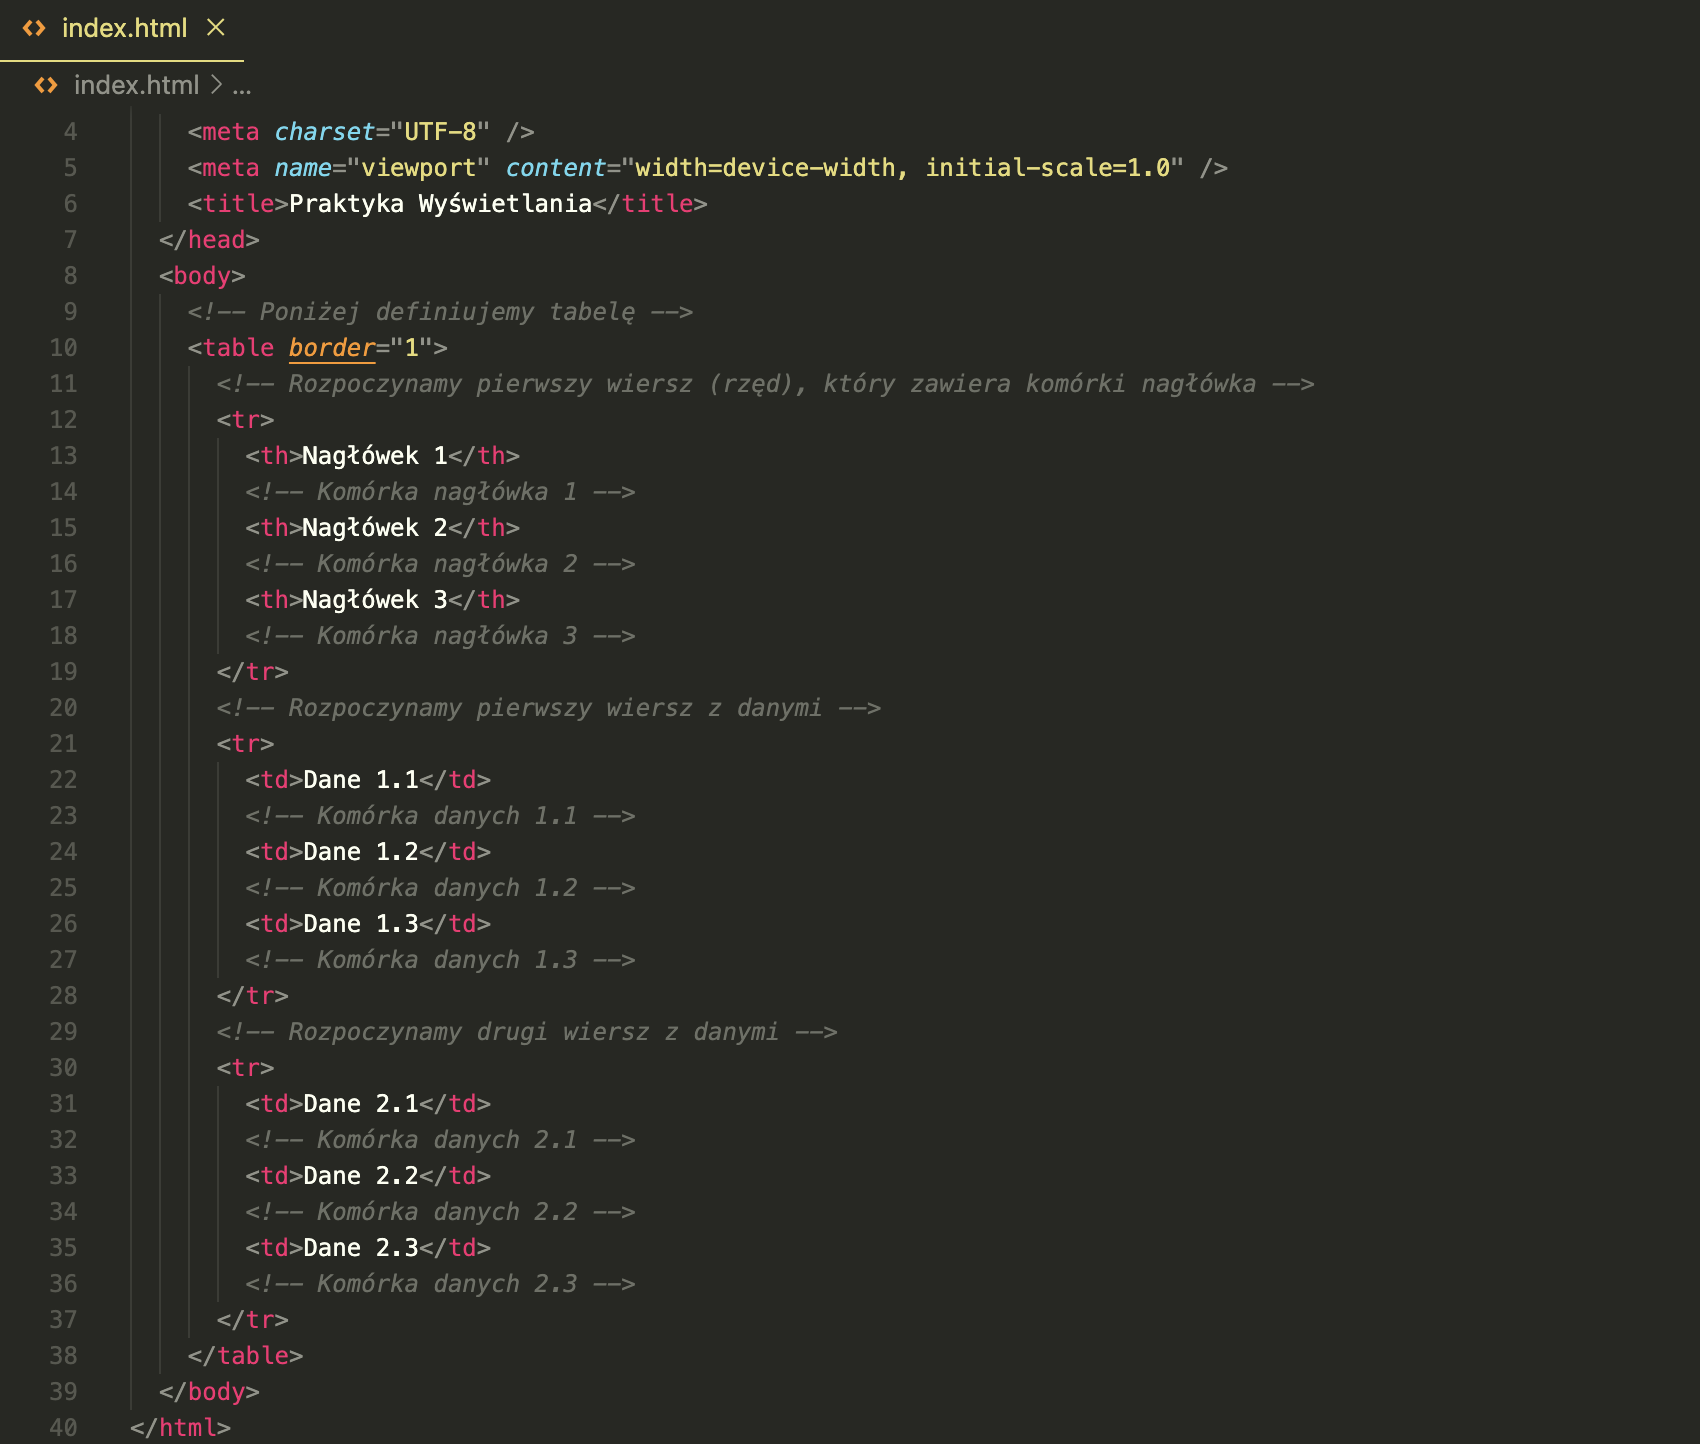 index.html
index.html > ...
4 <meta charset="UTF-8" />
5 <meta name="viewport" content="width=device-width, initial-scale=1.0" />
6 <title>Praktyka Wyświetlania</title>
7 </head>
8 <body>
9 <!-- Poniżej definiujemy tabelę -->
10 <table border="1">
11 <!-- Rozpoczynamy pierwszy wiersz (rzęd), który zawiera komórki nagłówka -->
12 <tr>
13 <th>Nagłówek 1</th>
14 <!-- Komórka nagłówka 1 -->
15 <th>Nagłówek 2</th>
16 <!-- Komórka nagłówka 2 -->
17 <th>Nagłówek 3</th>
18 <!-- Komórka nagłówka 3 -->
19 </tr>
20 <!-- Rozpoczynamy pierwszy wiersz z danymi -->
21 <tr>
22 <td>Dane 1.1</td>
23 <!-- Komórka danych 1.1 -->
24 <td>Dane 1.2</td>
25 <!-- Komórka danych 1.2 -->
26 <td>Dane 1.3</td>
27 <!-- Komórka danych 1.3 -->
28 </tr>
29 <!-- Rozpoczynamy drugi wiersz z danymi -->
30 <tr>
31 <td>Dane 2.1</td>
32 <!-- Komórka danych 2.1 -->
33 <td>Dane 2.2</td>
34 <!-- Komórka danych 2.2 -->
35 <td>Dane 2.3</td>
36 <!-- Komórka danych 2.3 -->
37 </tr>
38 </table>
39 </body>
40 </html>